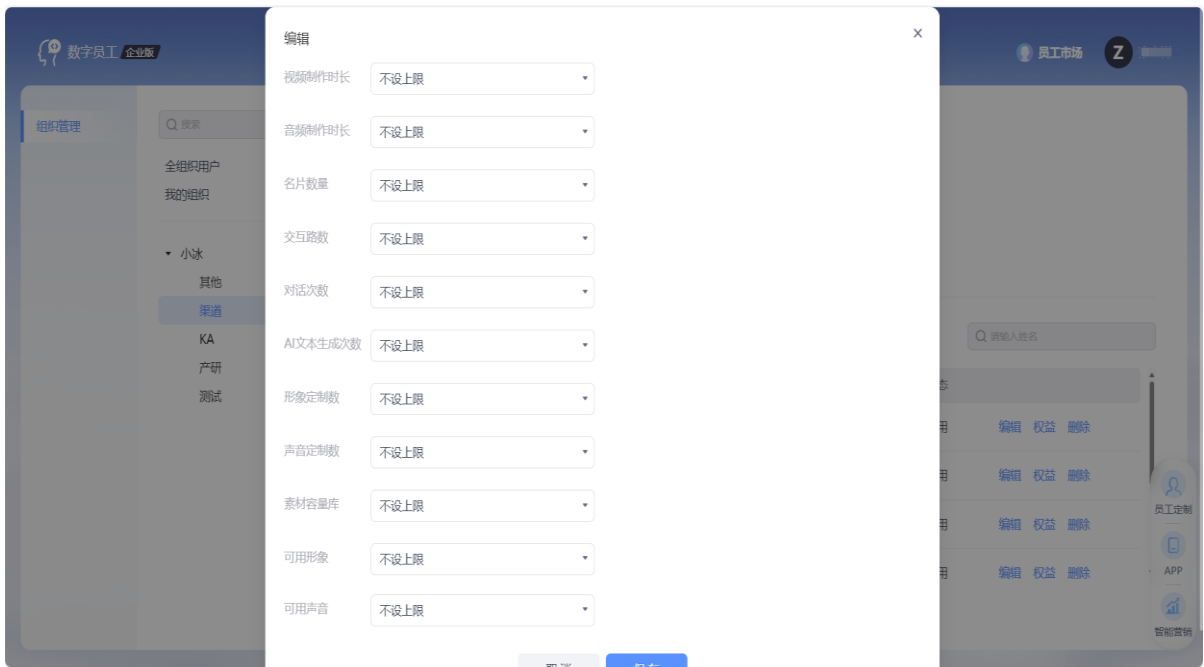 数字员工 企业版
员工市场
Z
组织管理
搜索
全组织用户
我的组织
小冰
其他
渠道
KA
产研
测试
编辑
×
视频制作时长 不设上限
音频制作时长 不设上限
名片数量 不设上限
交互路数 不设上限
对话次数 不设上限
AI文本生成次数 不设上限
形象定制数 不设上限
声音定制数 不设上限
素材容量库 不设上限
可用形象 不设上限
可用声音 不设上限
取消 保存
请输入姓名
态
用 编辑 权益 删除
用 编辑 权益 删除
用 编辑 权益 删除
用 编辑 权益 删除
员工定制
APP
智能营销